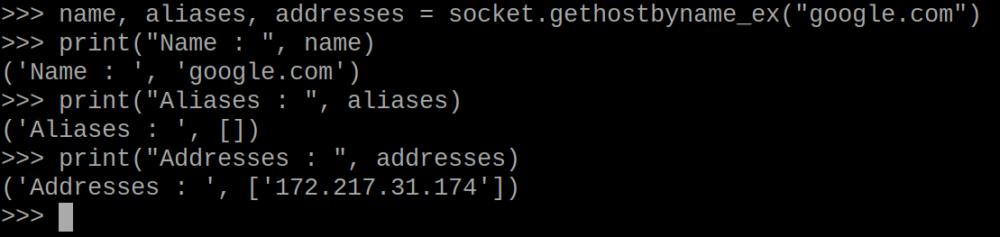 >>> name, aliases, addresses = socket.gethostbyname_ex("google.com")
>>> print("Name : ", name)
('Name : ', 'google.com')
>>> print("Aliases : ", aliases)
('Aliases : ', [])
>>> print("Addresses : ", addresses)
('Addresses : ', ['172.217.31.174'])
>>>